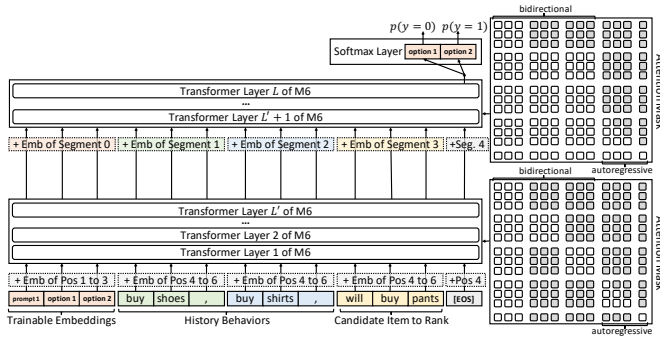 p(y = 0) p(y = 1)
Softmax Layer option 1 option 2
Transformer Layer L of M6
...
Transformer Layer L′ + 1 of M6
+ Emb of Segment 0 + Emb of Segment 1 + Emb of Segment 2 + Emb of Segment 3 +Seg. 4
Transformer Layer L′ of M6
...
Transformer Layer 2 of M6
Transformer Layer 1 of M6
+ Emb of Pos 1 to 3 + Emb of Pos 4 to 6 + Emb of Pos 4 to 6 + Emb of Pos 4 to 6 +Pos 4
prompt 1 option 1 option 2 buy shoes , buy shirts , will buy pants [EOS]
Trainable Embeddings History Behaviors Candidate Item to Rank
bidirectional
Attention Mask
autoregressive
bidirectional
Attention Mask
autoregressive